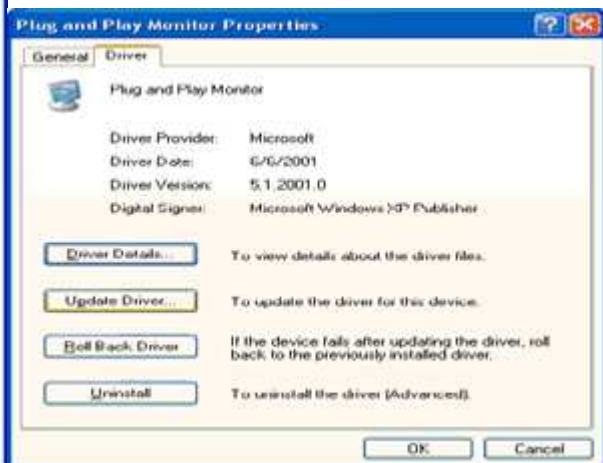 Plug and Play Monitor Properties
General Driver
Plug and Play Monitor
Driver Provider: Microsoft
Driver Date: 6/6/2001
Driver Version: 5.1.2001.0
Digital Signer: Microsoft Windows XP Publisher
Driver Details... To view details about the driver files.
Update Driver... To update the driver for this device.
Roll Back Driver If the device fails after updating the driver, roll
back to the previously installed driver.
Uninstall To uninstall the driver (Advanced).
OK Cancel